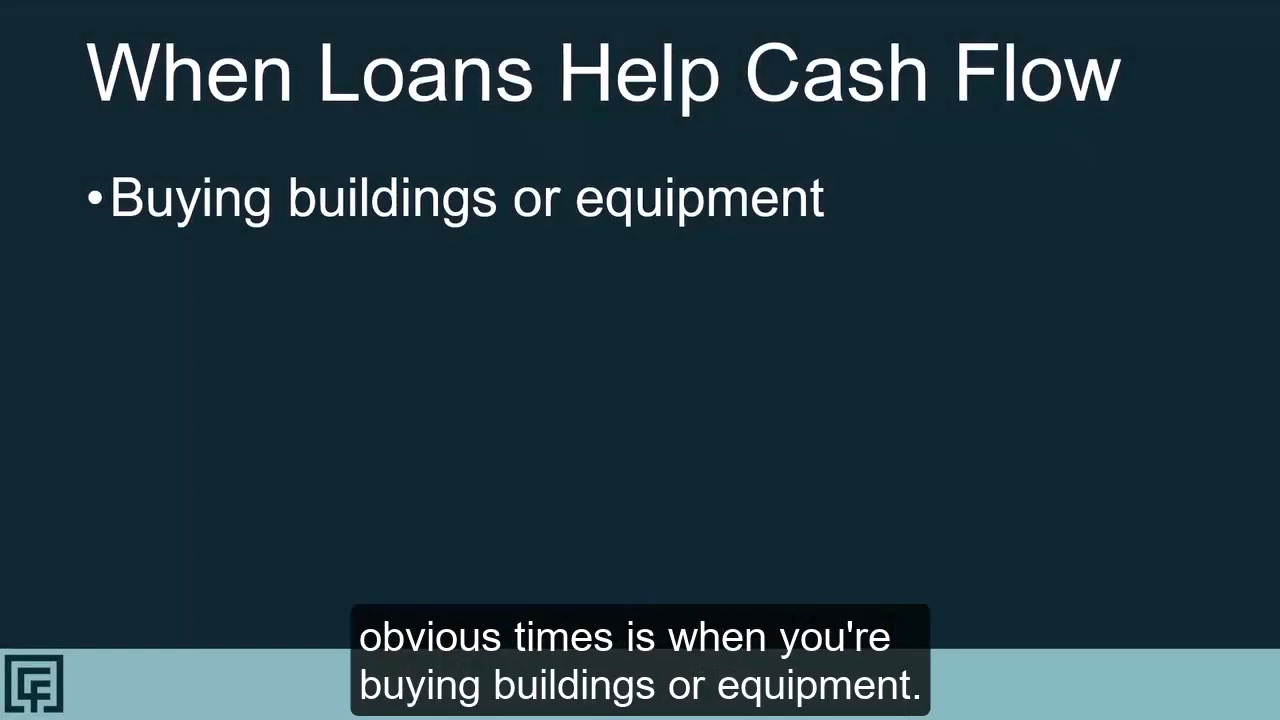 When Loans Help Cash Flow
•Buying buildings or equipment
obvious times is when you're
buying buildings or equipment.